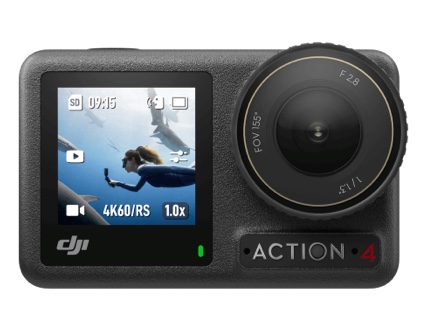 SD 09:15
4K60/RS 1.0x
dji
F2.8
FOV 155°
1/1.3"
ACTION 4